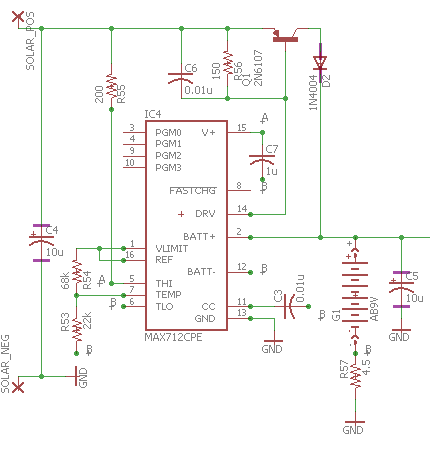 SOLAR_POS
C6
0.01u
150
R56
Q1
2N6107
1N4004
D2
200
R55
IC4
3
PGM0
4
PGM1
9
PGM2
10
PGM3
V+
15
A
C7
1u
B
FASTCHG
8
DRV
14
BATT+
2
C4
10u
1
VLIMIT
16
REF
BATT-
12
B
A
5
THI
7
TEMP
B
6
TLO
CC
11
GND
13
C3
0.01u
B
MAX712CPE
GND
68k
R54
R53
22k
B
GND
SOLAR_NEG
G1
AB9V
C5
10u
GND
B
R57
4.5
GND